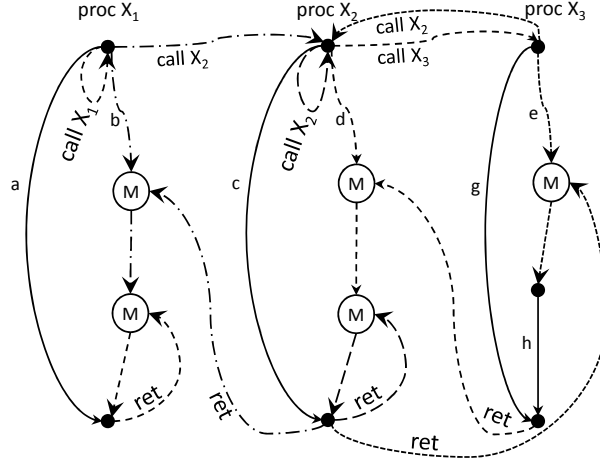 proc X₁
proc X₂
proc X₃
call X₂
call X₂
call X₃
call X₁
call X₂
b
d
e
a
c
g
M
M
M
M
M
h
ret
ret
ret
ret
ret